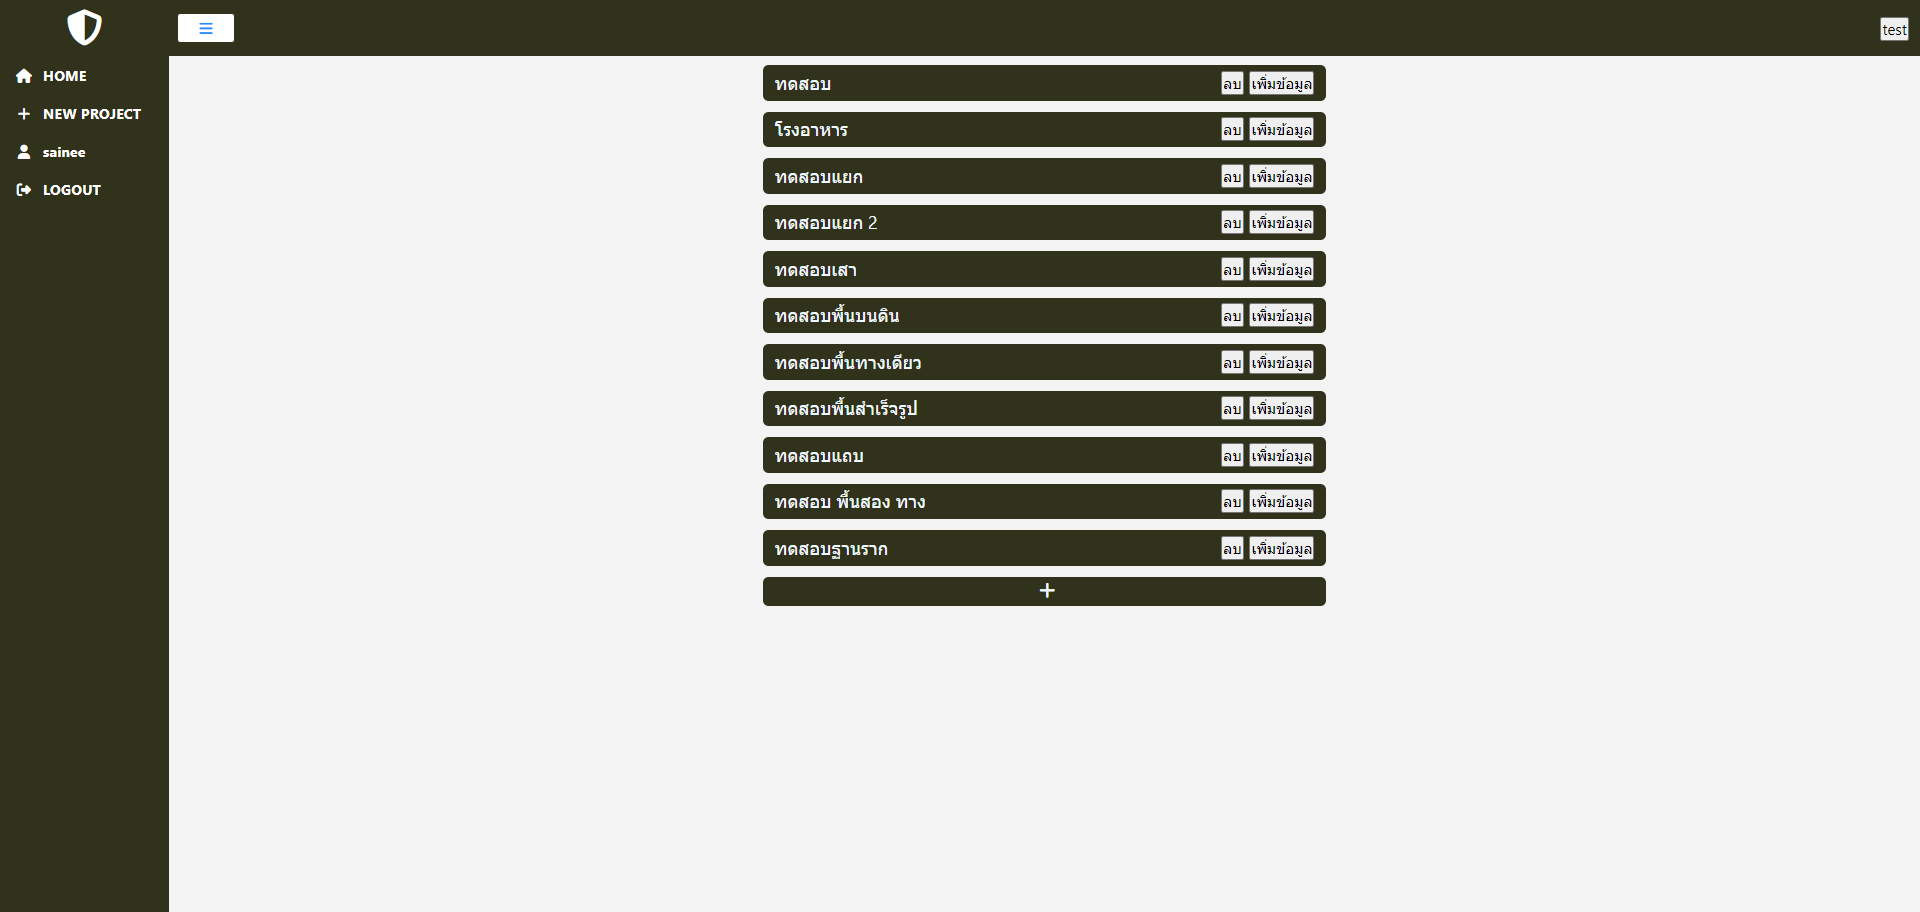 test
HOME
NEW PROJECT
sainee
LOGOUT
ทดสอบ ลบ เพิ่มข้อมูล
โรงอาหาร ลบ เพิ่มข้อมูล
ทดสอบแยก ลบ เพิ่มข้อมูล
ทดสอบแยก 2 ลบ เพิ่มข้อมูล
ทดสอบเสา ลบ เพิ่มข้อมูล
ทดสอบพื้นบนดิน ลบ เพิ่มข้อมูล
ทดสอบพื้นทางเดียว ลบ เพิ่มข้อมูล
ทดสอบพื้นสำเร็จรูป ลบ เพิ่มข้อมูล
ทดสอบแถบ ลบ เพิ่มข้อมูล
ทดสอบ พื้นสอง ทาง ลบ เพิ่มข้อมูล
ทดสอบฐานราก ลบ เพิ่มข้อมูล